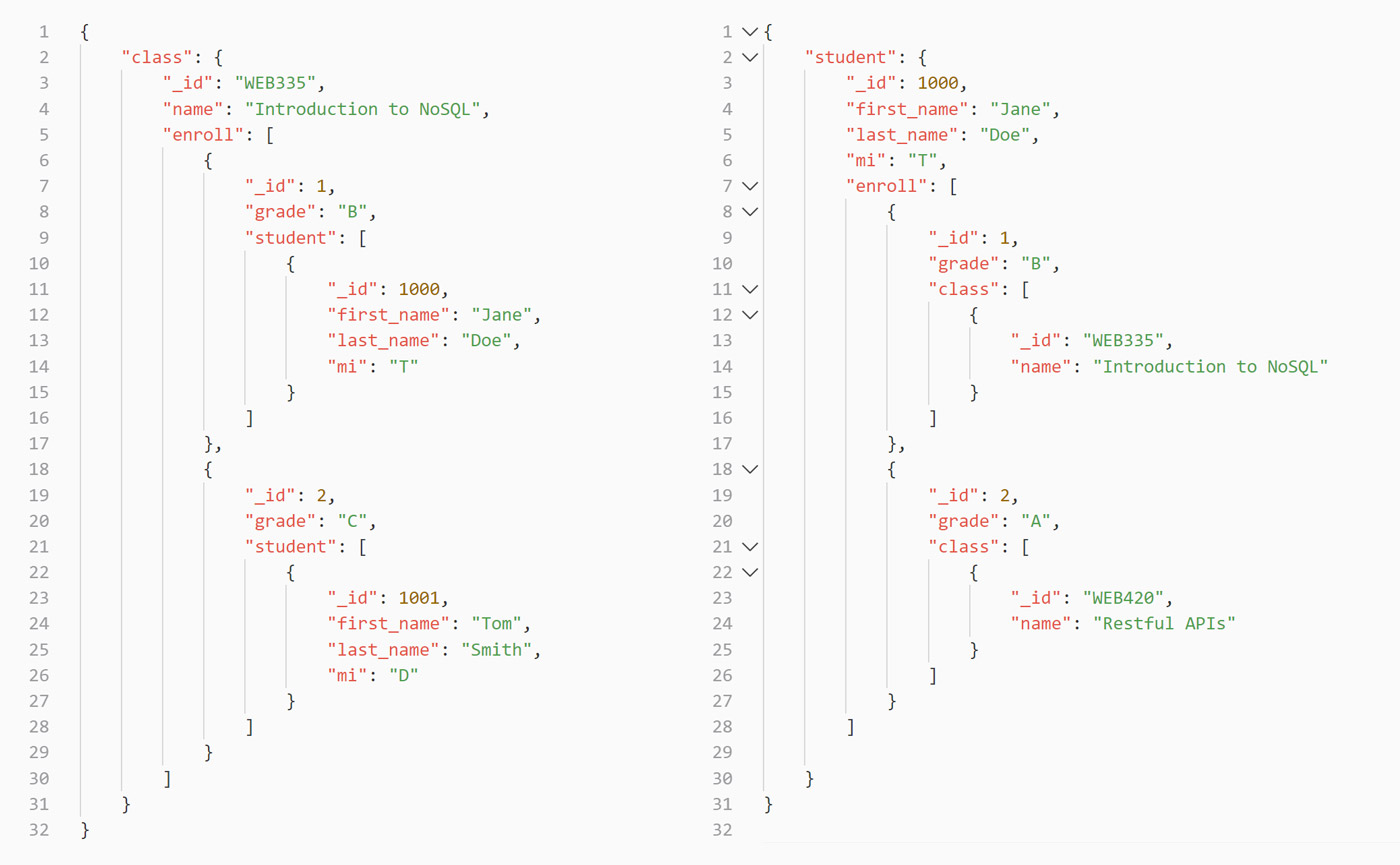 1 {
2 "class": {
3 "_id": "WEB335",
4 "name": "Introduction to NoSQL",
5 "enroll": [
6 {
7 "_id": 1,
8 "grade": "B",
9 "student": [
10 {
11 "_id": 1000,
12 "first_name": "Jane",
13 "last_name": "Doe",
14 "mi": "T"
15 }
16 ]
17 },
18 {
19 "_id": 2,
20 "grade": "C",
21 "student": [
22 {
23 "_id": 1001,
24 "first_name": "Tom",
25 "last_name": "Smith",
26 "mi": "D"
27 }
28 ]
29 }
30 ]
31 }
32 }
1 {
2 "student": {
3 "_id": 1000,
4 "first_name": "Jane",
5 "last_name": "Doe",
6 "mi": "T",
7 "enroll": [
8 {
9 "_id": 1,
10 "grade": "B",
11 "class": [
12 {
13 "_id": "WEB335",
14 "name": "Introduction to NoSQL"
15 }
16 ]
17 },
18 {
19 "_id": 2,
20 "grade": "A",
21 "class": [
22 {
23 "_id": "WEB420",
24 "name": "Restful APIs"
25 }
26 ]
27 }
28 ]
29
30 }
31 }
32